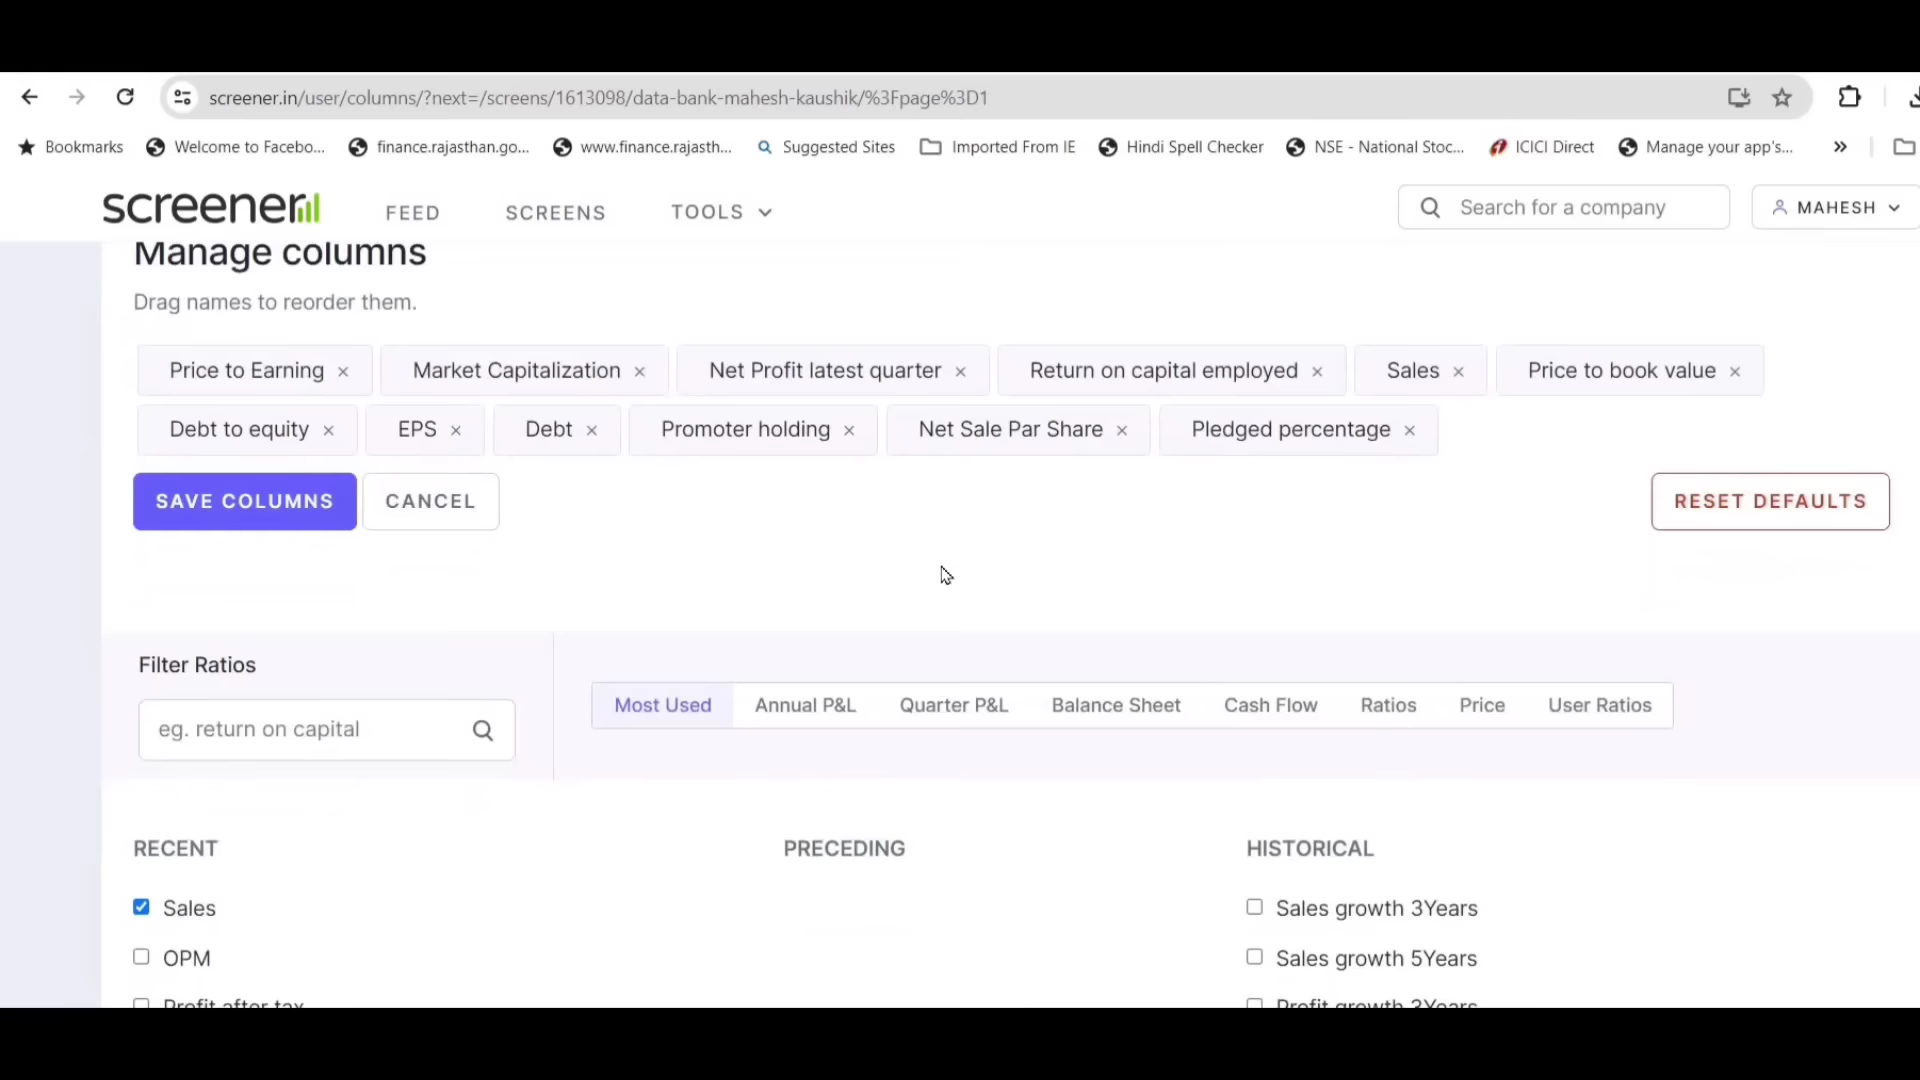 screener.in/user/columns/?next=/screens/1613098/data-bank-mahesh-kaushik/%3Fpage%3D1
Bookmarks Welcome to Facebo... finance.rajasthan.go... www.finance.rajasth... Suggested Sites Imported From IE Hindi Spell Checker NSE - National Stoc... ICICI Direct Manage your app's... »
screener FEED SCREENS TOOLS Search for a company MAHESH
Manage columns
Drag names to reorder them.
Price to Earning × Market Capitalization × Net Profit latest quarter × Return on capital employed × Sales × Price to book value ×
Debt to equity × EPS × Debt × Promoter holding × Net Sale Par Share × Pledged percentage ×
SAVE COLUMNS CANCEL RESET DEFAULTS
Filter Ratios
Most Used Annual P&L Quarter P&L Balance Sheet Cash Flow Ratios Price User Ratios
eg. return on capital
RECENT PRECEDING HISTORICAL
Sales Sales growth 3Years
OPM Sales growth 5Years
Profit after tax Profit growth 3Years